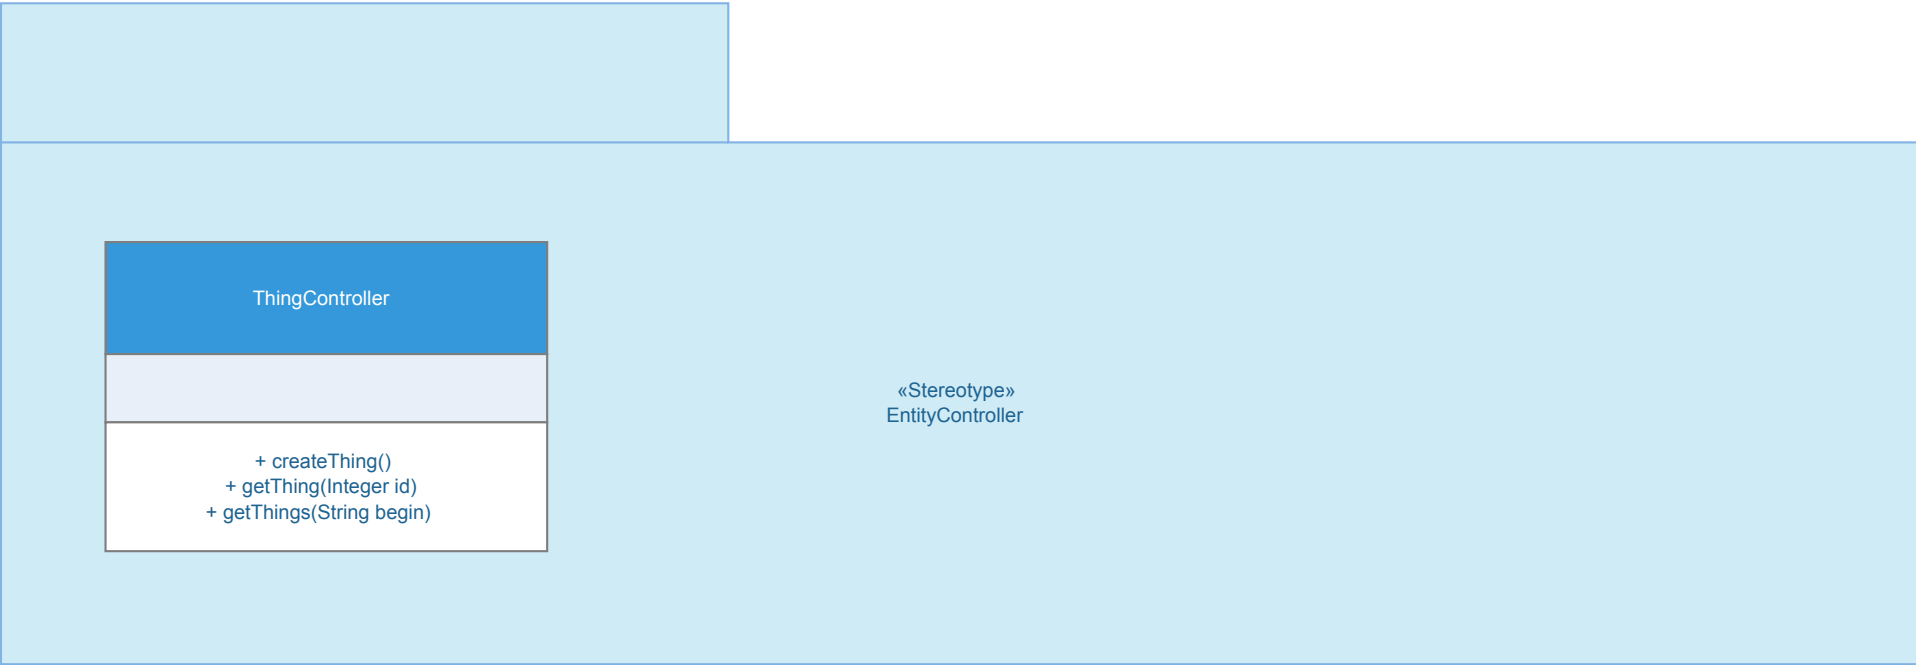 ThingController
+ createThing()
+ getThing(Integer id)
+ getThings(String begin)
«Stereotype»
EntityController